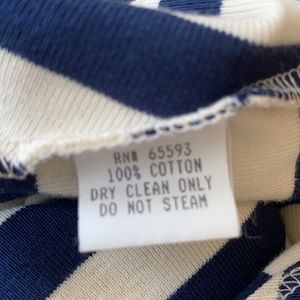 RN# 65593
100% COTTON
DRY CLEAN ONLY
DO NOT STEAM